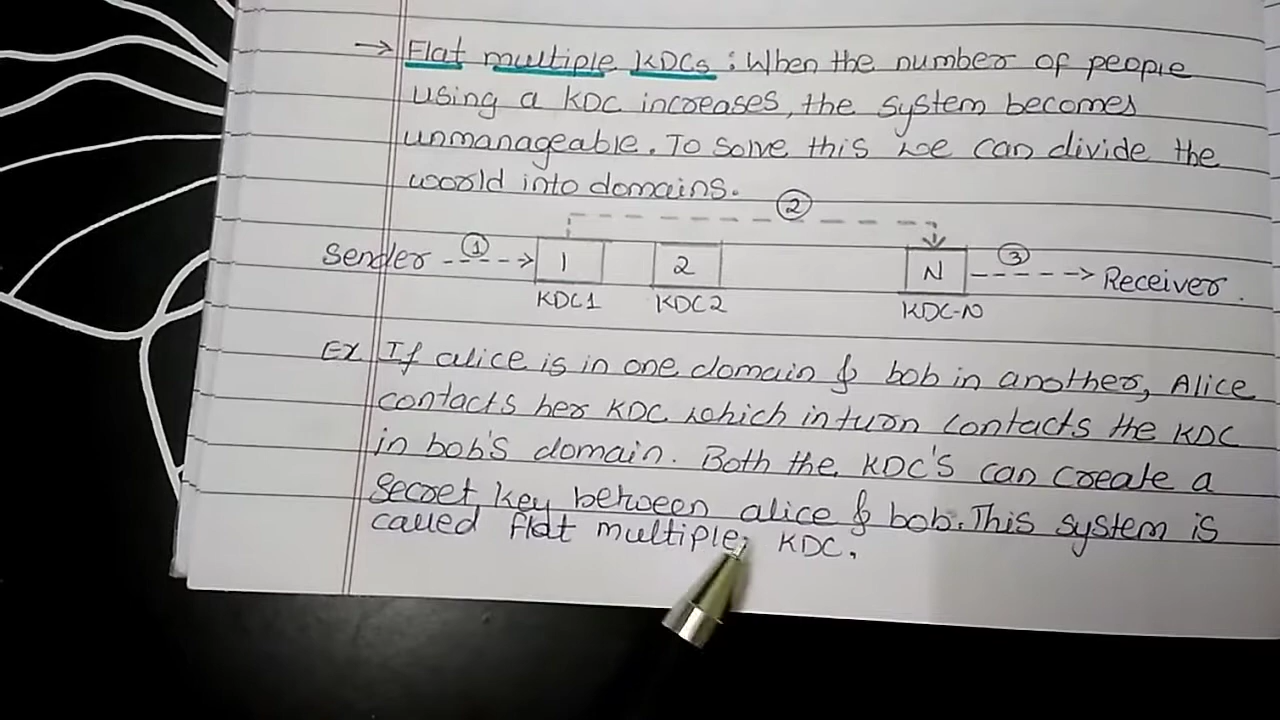 → Flat multiple KDCs : When the number of people
using a KDC increases, the system becomes
unmanageable. To solve this we can divide the
world into domains.
②
Sender ① 1 2 N ③ Receiver.
KDC1 KDC2 KDC-N
Ex If alice is in one domain & bob in another, Alice
contacts her KDC which inturn contacts the KDC
in bob's domain. Both the KDC's can create a
secret key between alice & bob. This system is
called flat multiple KDC.